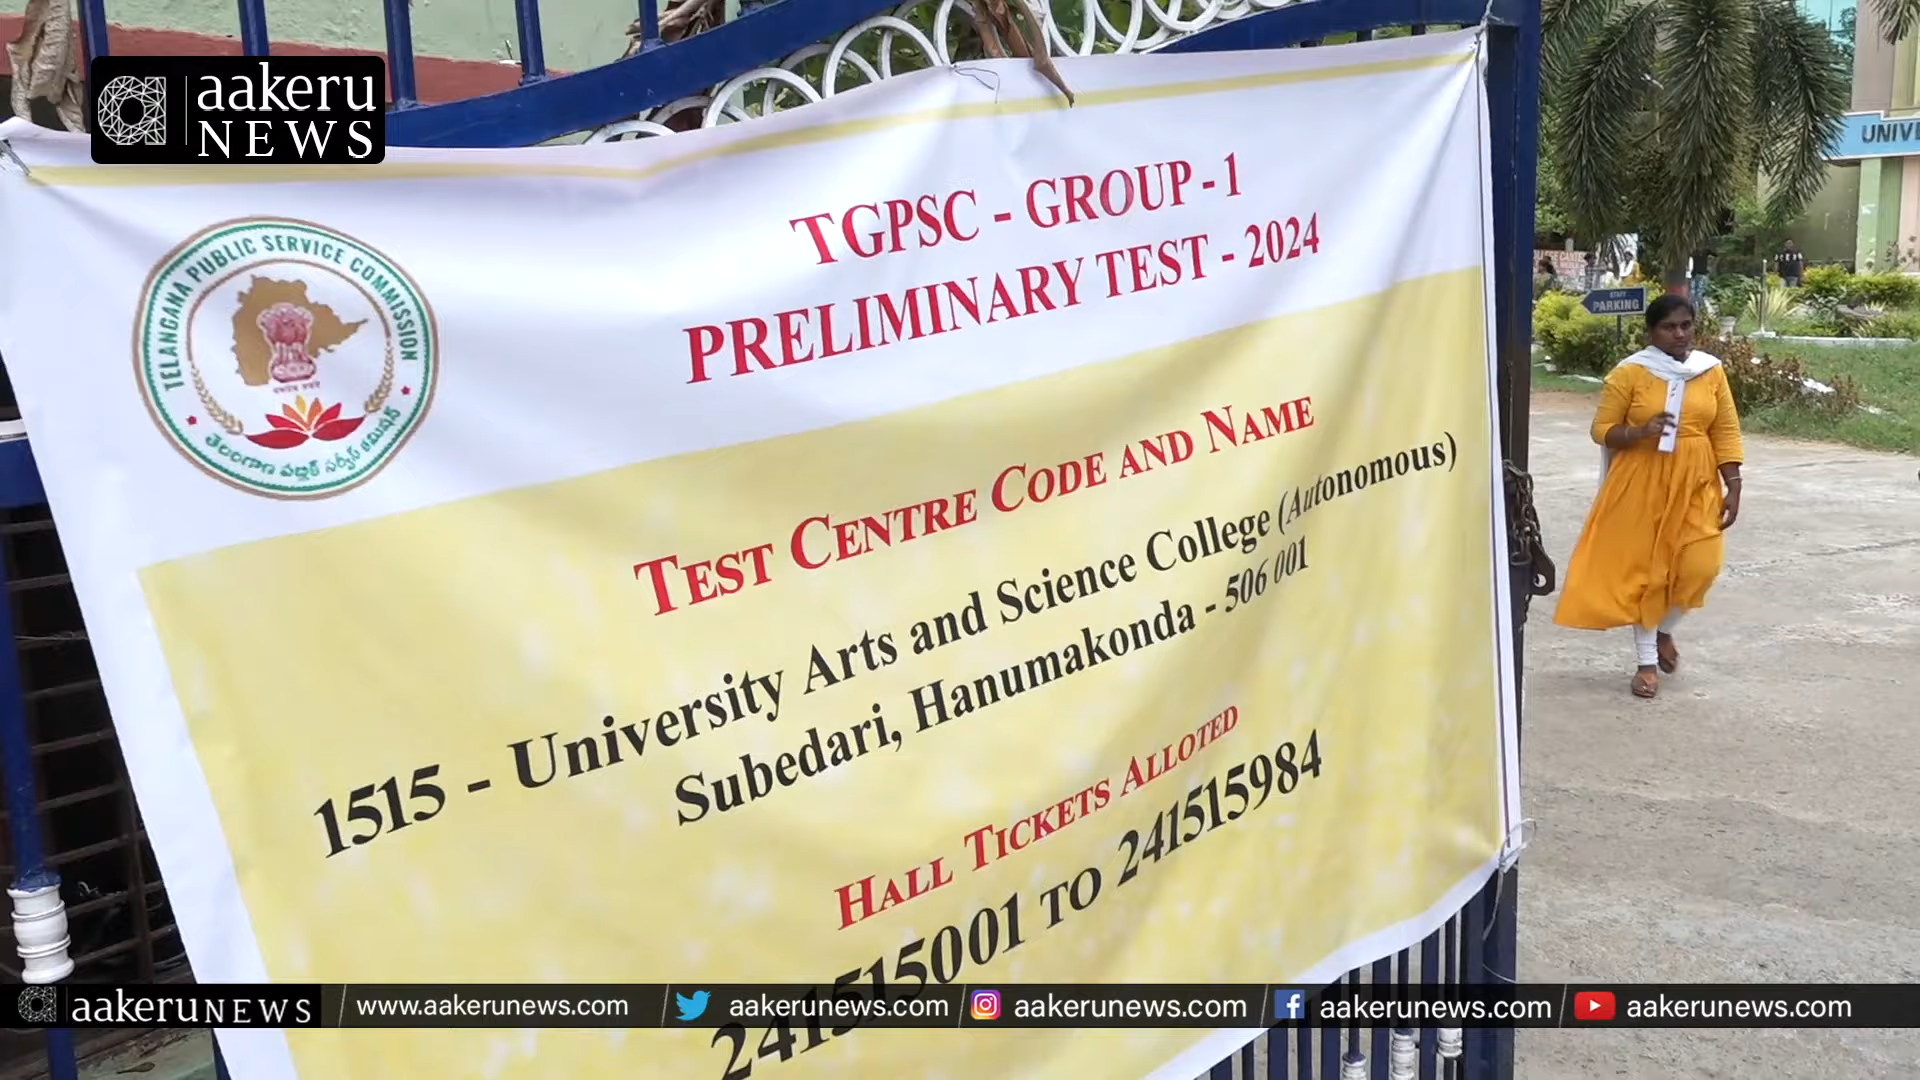 aakeru
NEWS
TELANGANA PUBLIC SERVICE COMMISSION
తెలంగాణ పబ్లిక్ సర్వీస్ కమిషన్
TGPSC - GROUP - 1
PRELIMINARY TEST - 2024
TEST CENTRE CODE AND NAME
1515 - University Arts and Science College (Autonomous)
Subedari, Hanumakonda - 506 001
HALL TICKETS ALLOTED
241515001 TO 241515984
UNIVE
STAFF
PARKING
aakeruNEWS
www.aakerunews.com
aakerunews.com
aakerunews.com
aakerunews.com
aakerunews.com